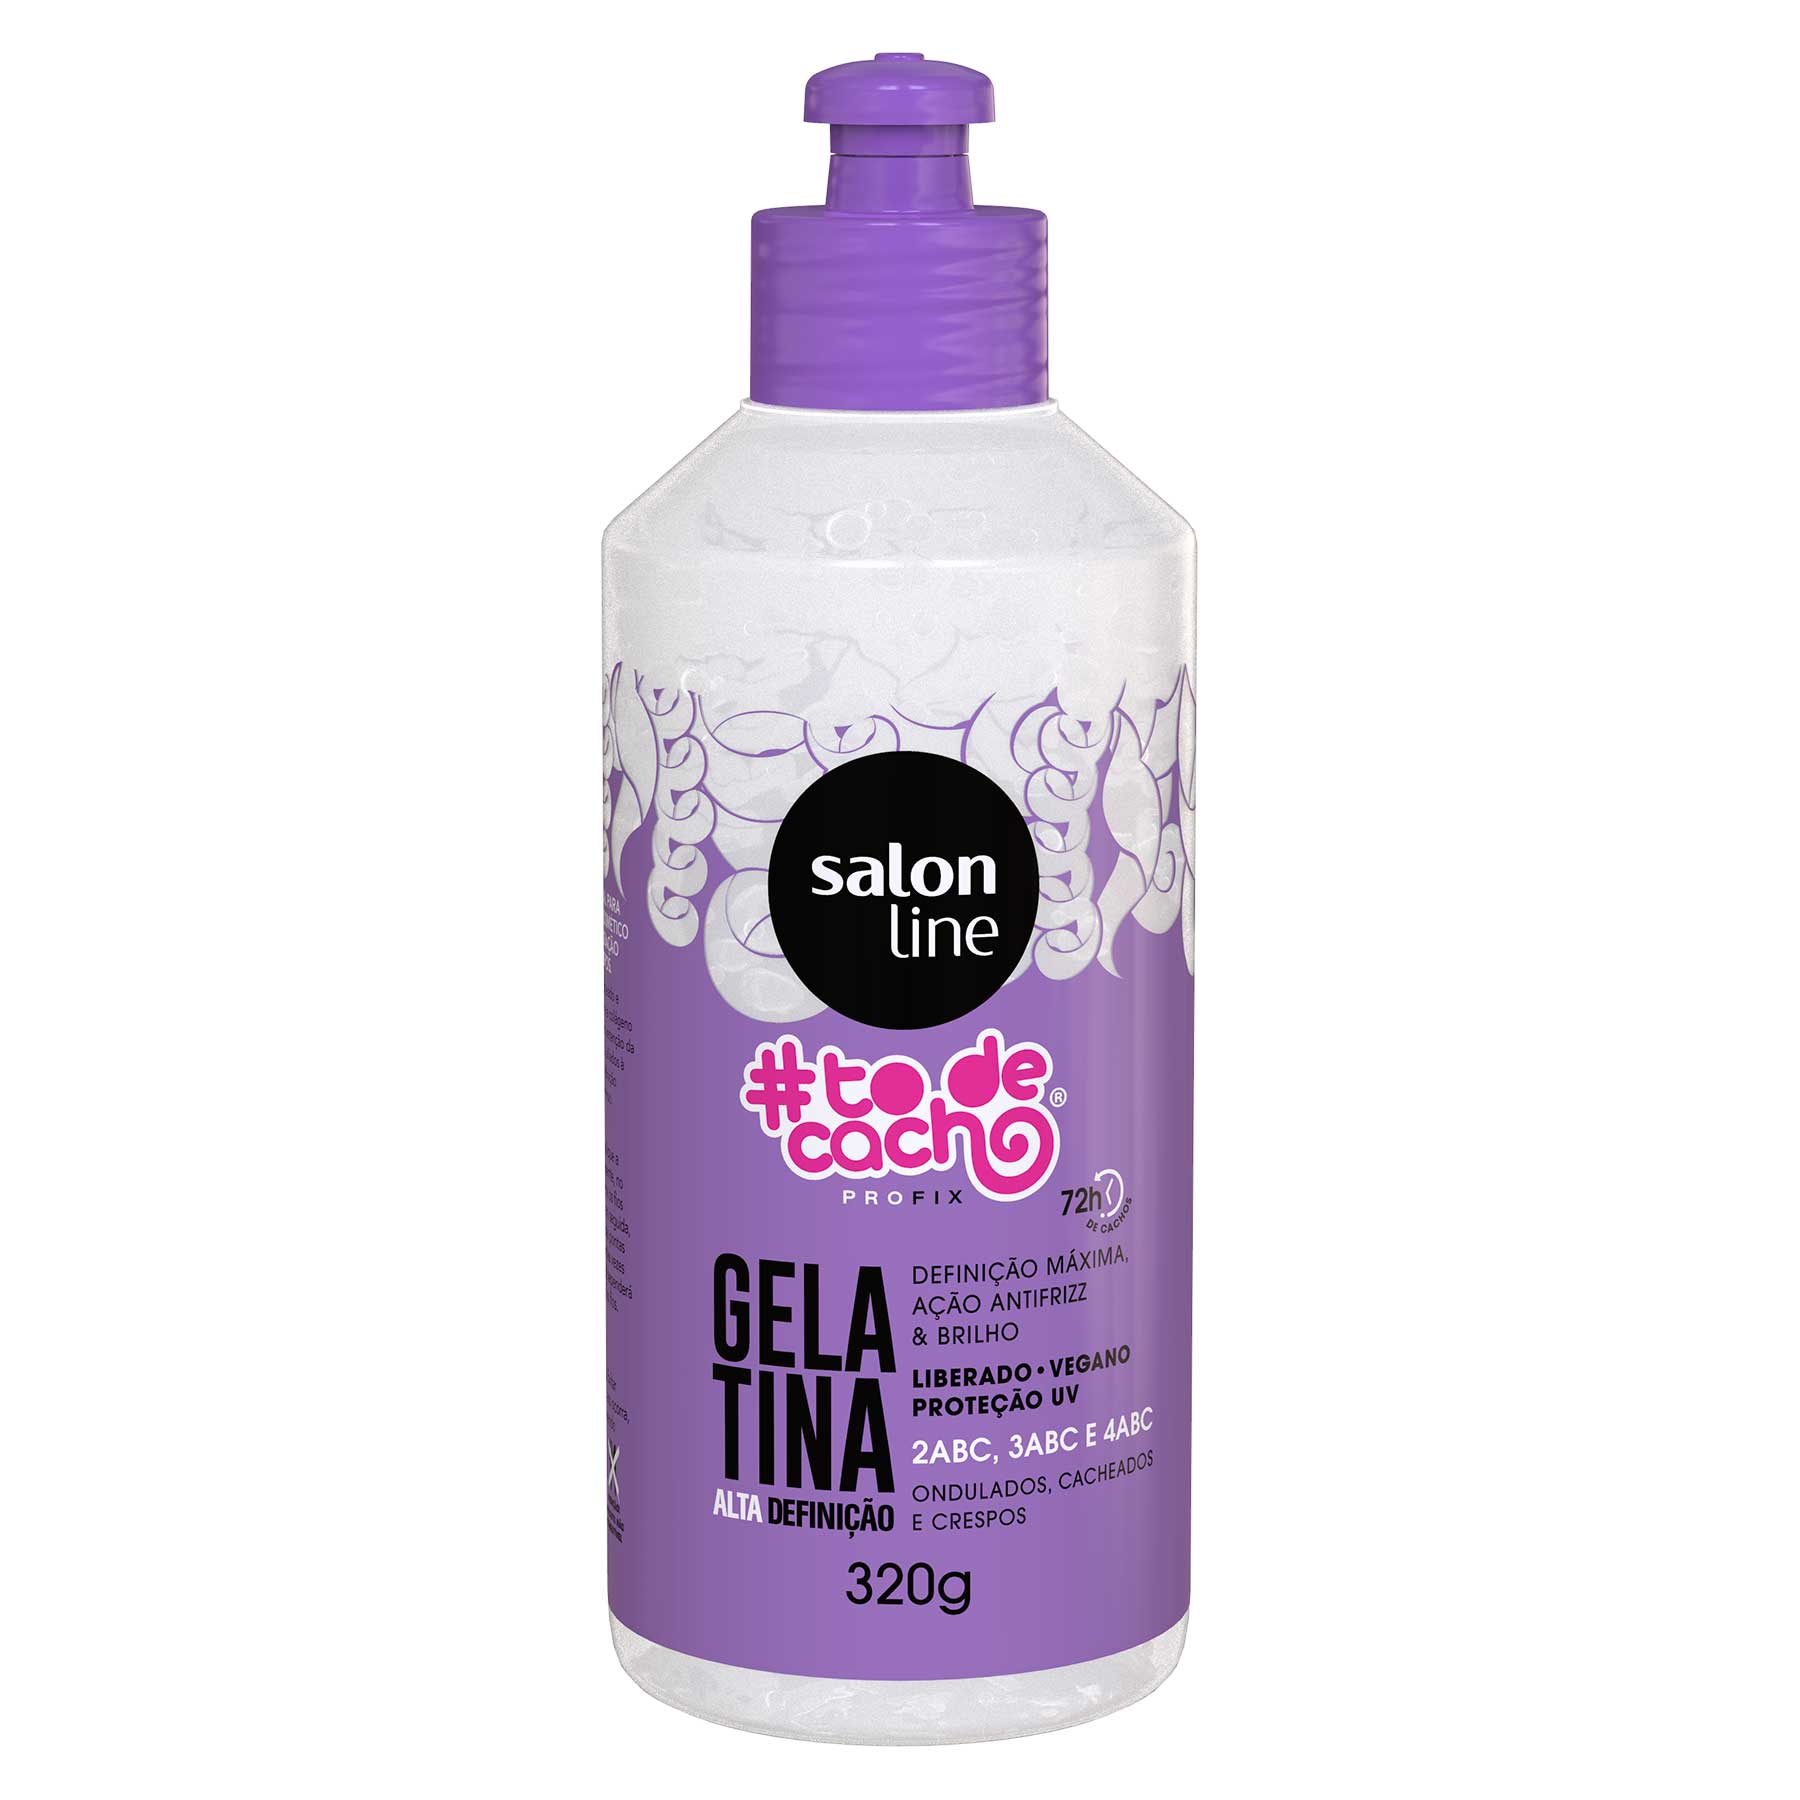 salon
line
#to de
cacho®
PROFIX
72h
DE CACHOS
GELA
TINA
ALTA DEFINIÇÃO
DEFINIÇÃO MÁXIMA,
AÇÃO ANTIFRIZZ
& BRILHO
LIBERADO • VEGANO
PROTEÇÃO UV
2ABC, 3ABC E 4ABC
ONDULADOS, CACHEADOS
E CRESPOS
320g
PARA